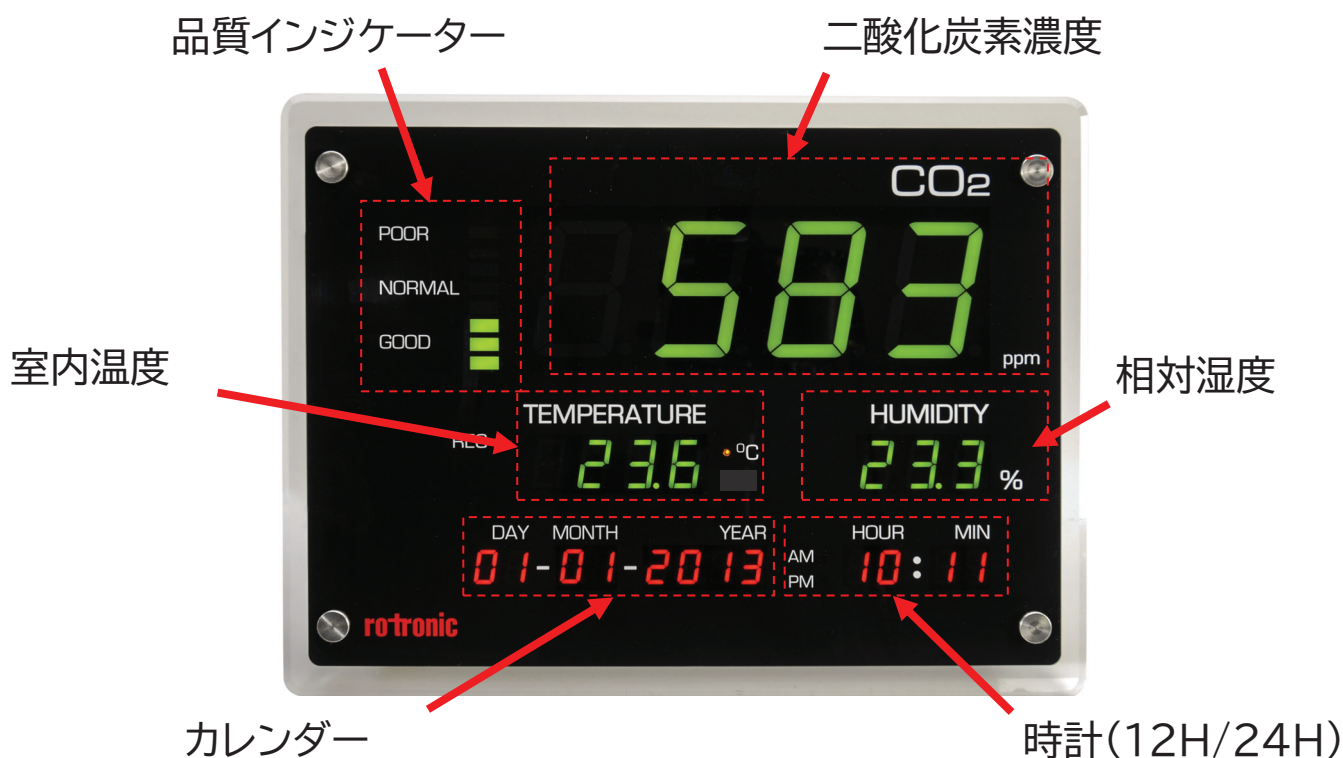 品質インジケーター
二酸化炭素濃度
CO2
POOR
NORMAL
GOOD
583
ppm
室内温度
相対湿度
TEMPERATURE
HUMIDITY
REC
23.6 ºC
23.3 %
DAY MONTH YEAR
HOUR MIN
01-01-2013
AM
PM
10:11
rotronic
カレンダー
時計(12H/24H)